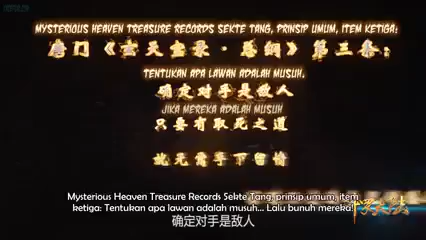 MYSTERIOUS HEAVEN TREASURE RECORDS SEKTE TANG, PRINSIP UMUM, ITEM KETIGA:
唐门《玄天宝录·总纲》第三条:
TENTUKAN APA LAWAN ADALAH MUSUH.
确定对手是敌人
JIKA MEREKA ADALAH MUSUH
只要有取死之道
就无需手下留情
Mysterious Heaven Treasure Records Sekte Tang, prinsip umum, item
ketiga: Tentukan apa lawan adalah musuh... Lalu bunuh mereka!
确定对手是敌人